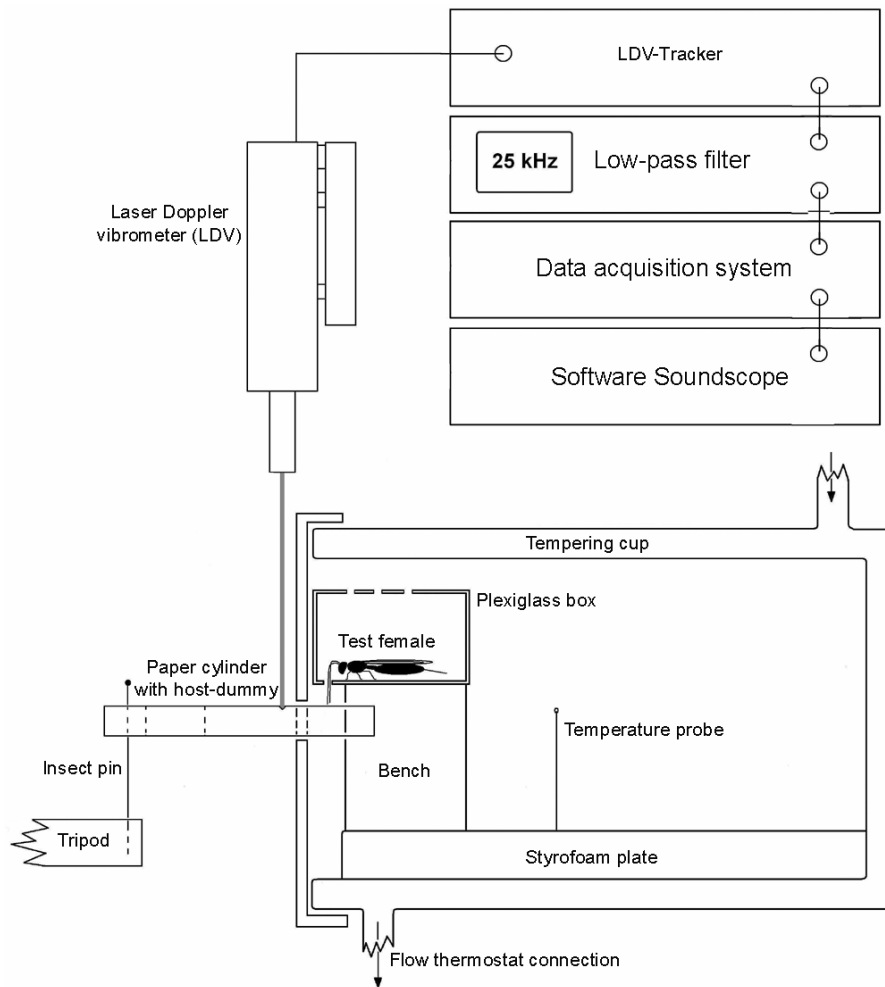 LDV-Tracker
25 kHz
Low-pass filter
Laser Doppler
vibrometer (LDV)
Data acquisition system
Software Soundscope
Tempering cup
Plexiglass box
Test female
Paper cylinder
with host-dummy
Temperature probe
Insect pin
Bench
Tripod
Styrofoam plate
Flow thermostat connection